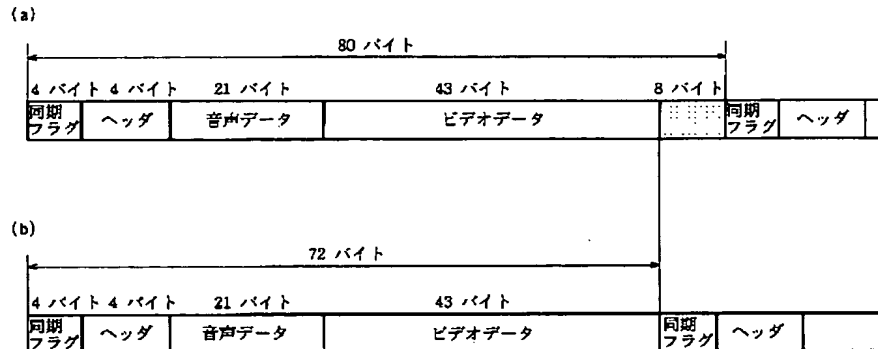 (a)
80 バイト
4 バイト 4 バイト 21 バイト 43 バイト 8 バイト
同期フラグ ヘッダ 音声データ ビデオデータ 同期フラグ ヘッダ
(b)
72 バイト
4 バイト 4 バイト 21 バイト 43 バイト
同期フラグ ヘッダ 音声データ ビデオデータ 同期フラグ ヘッダ